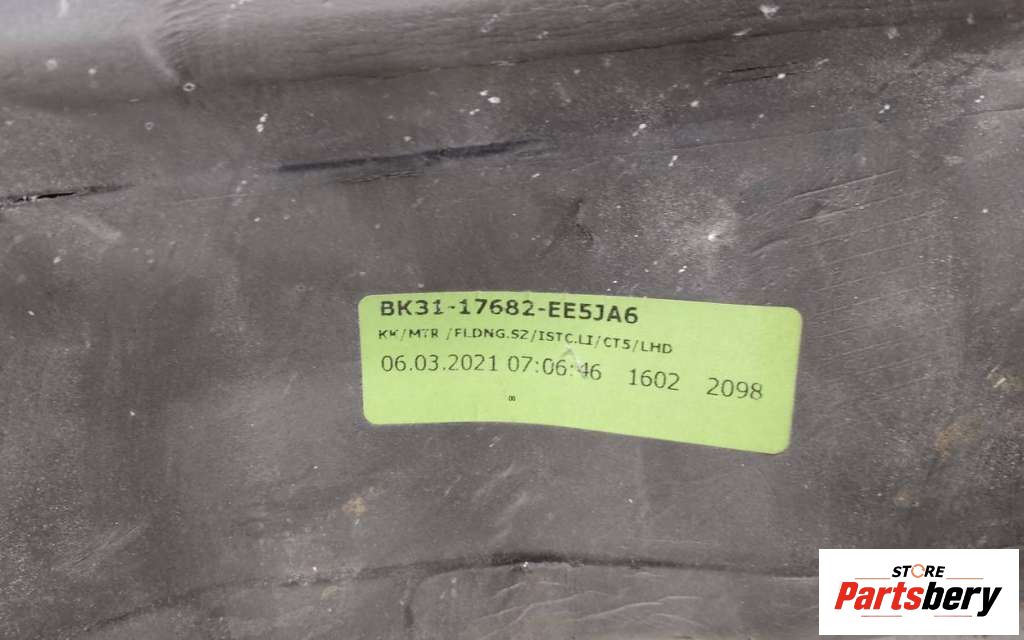 BK31-17682-EE5JA6
KK/MTR /FLDNG.SZ/ISTC.LI/CT5/LHD
06.03.2021 07:06:46 1602 2098
STORE
Partsbery